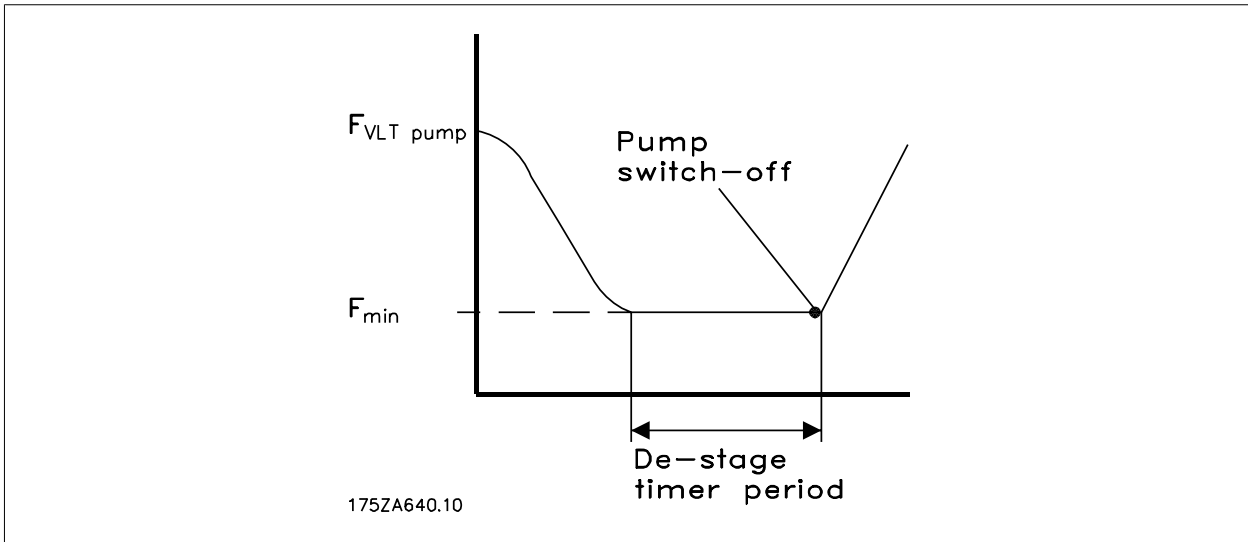 F_VLT pump
Pump
switch-off
F_min
De-stage
timer period
175ZA640.10